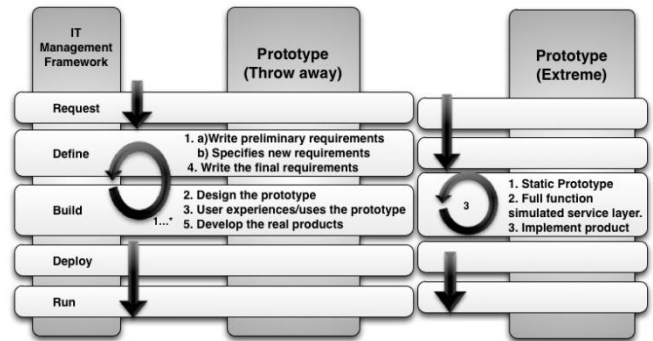 IT
Management
Framework
Prototype
(Throw away)
Prototype
(Extreme)
Request
Define
1. a)Write preliminary requirements
b) Specifies new requirements
4. Write the final requirements
Build
1...*
2. Design the prototype
3. User experiences/uses the prototype
5. Develop the real products
3
1. Static Prototype
2. Full function
simulated service layer.
3. Implement product
Deploy
Run